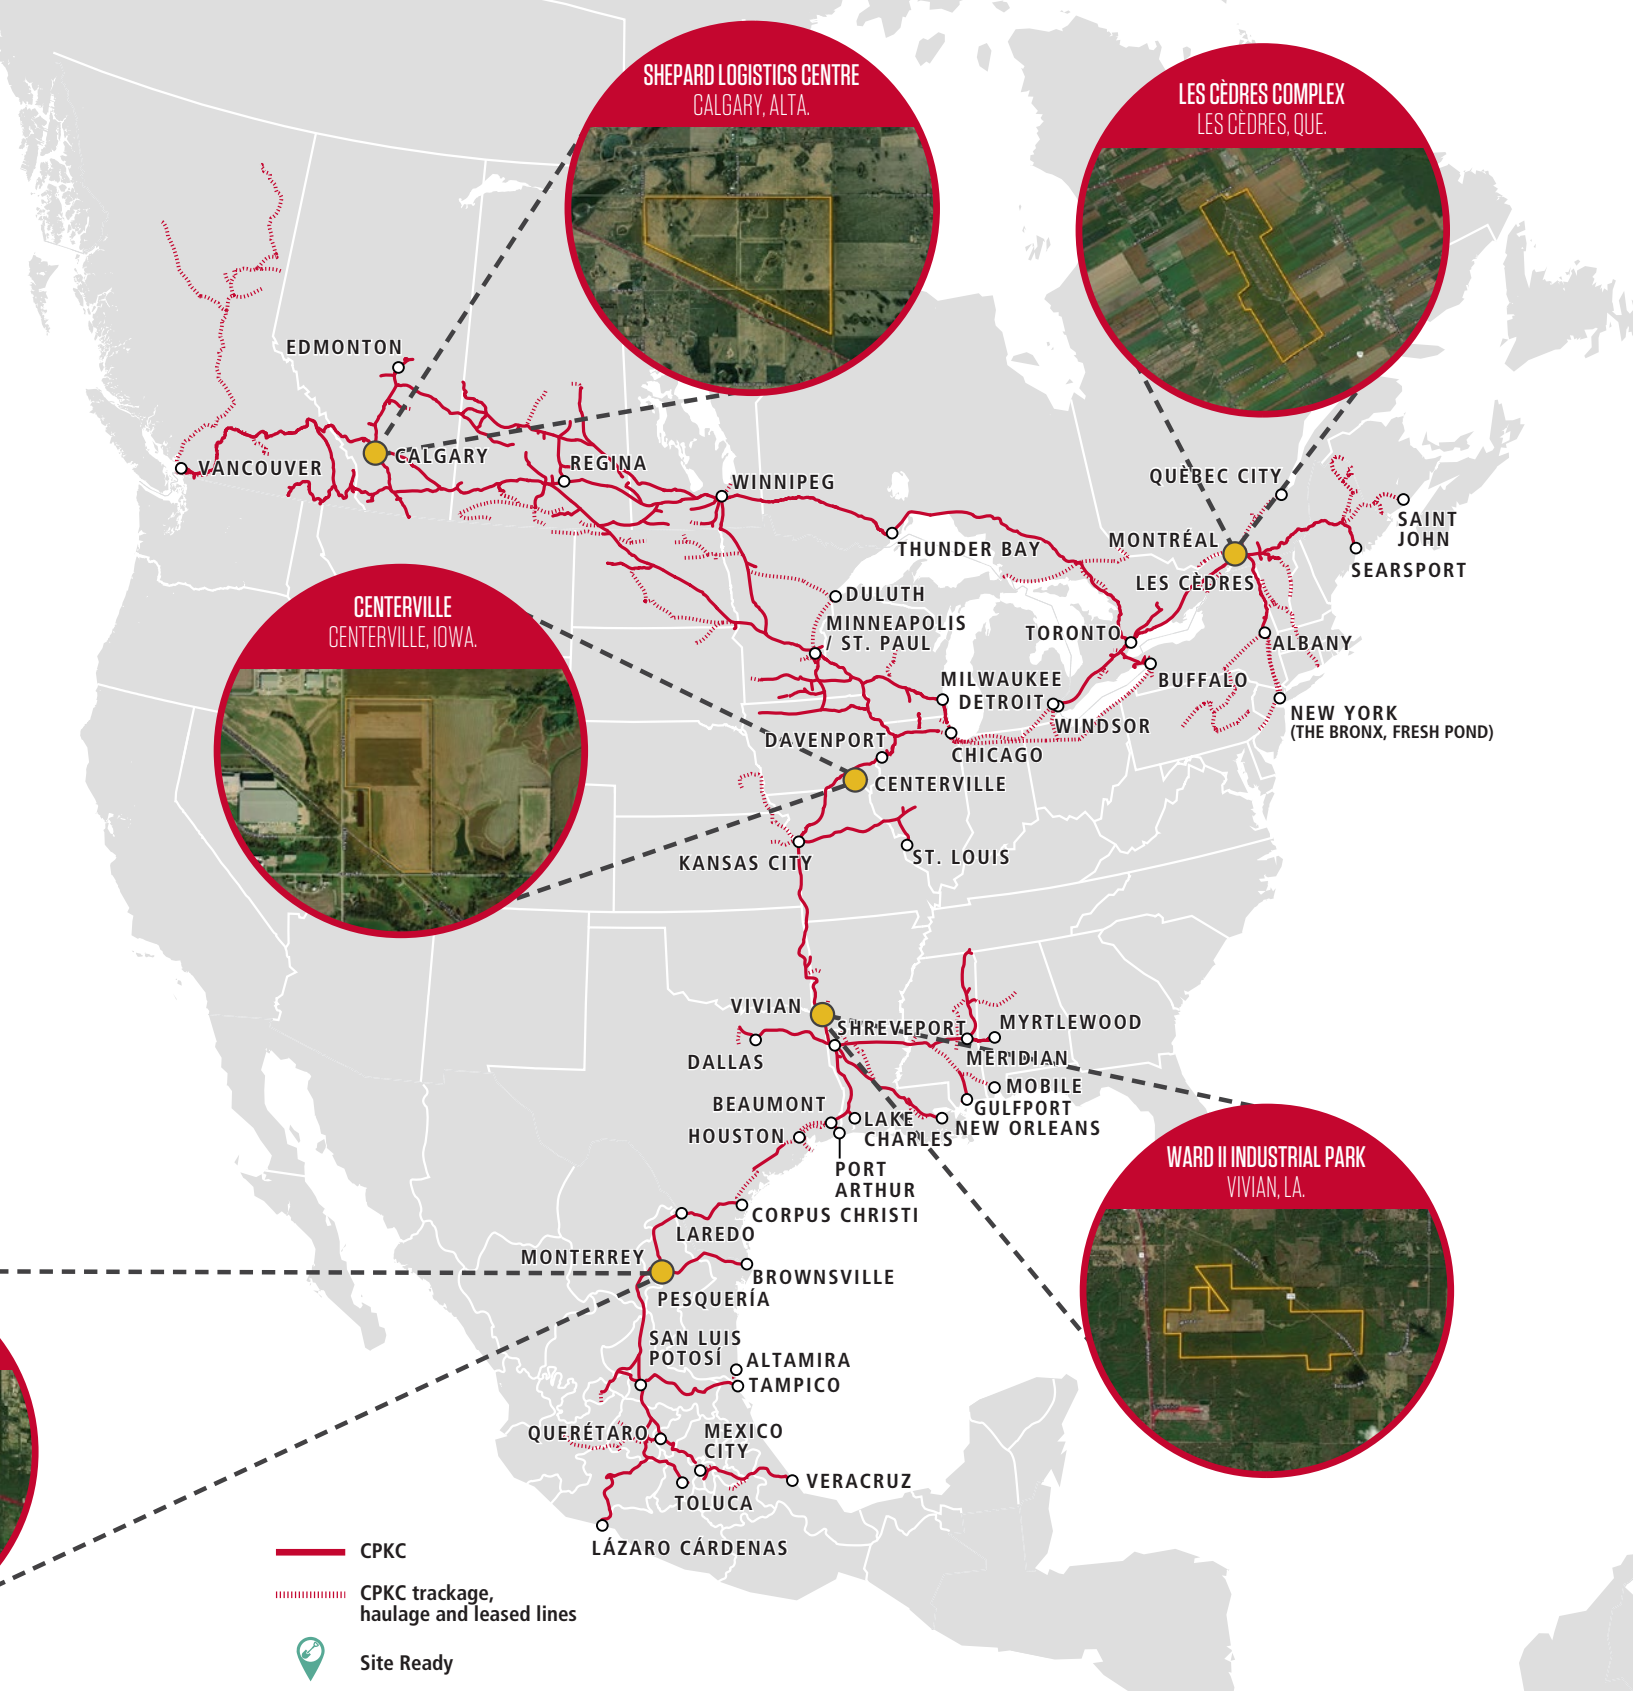 SHEPARD LOGISTICS CENTRE
CALGARY, ALTA.
LES CÈDRES COMPLEX
LES CÈDRES, QUE.
EDMONTON
VANCOUVER
CALGARY
REGINA
WINNIPEG
THUNDER BAY
QUÈBEC CITY
MONTRÉAL
LES CÈDRES
SAINT
JOHN
SEARSPORT
CENTERVILLE
CENTERVILLE, IOWA.
DULUTH
MINNEAPOLIS
/ ST. PAUL
TORONTO
ALBANY
BUFFALO
MILWAUKEE
DETROIT
WINDSOR
NEW YORK
(THE BRONX, FRESH POND)
DAVENPORT
CHICAGO
CENTERVILLE
KANSAS CITY
ST. LOUIS
VIVIAN
SHREVEPORT
MYRTLEWOOD
DALLAS
MERIDIAN
MOBILE
BEAUMONT
GULFPORT
LAKE
CHARLES
NEW ORLEANS
HOUSTON
PORT
ARTHUR
WARD II INDUSTRIAL PARK
VIVIAN, LA.
CORPUS CHRISTI
LAREDO
MONTERREY
BROWNSVILLE
PESQUERÍA
SAN LUIS
POTOSÍ
ALTAMIRA
TAMPICO
QUERÉTARO
MEXICO
CITY
VERACRUZ
TOLUCA
LÁZARO CÁRDENAS
CPKC
CPKC trackage,
haulage and leased lines
Site Ready